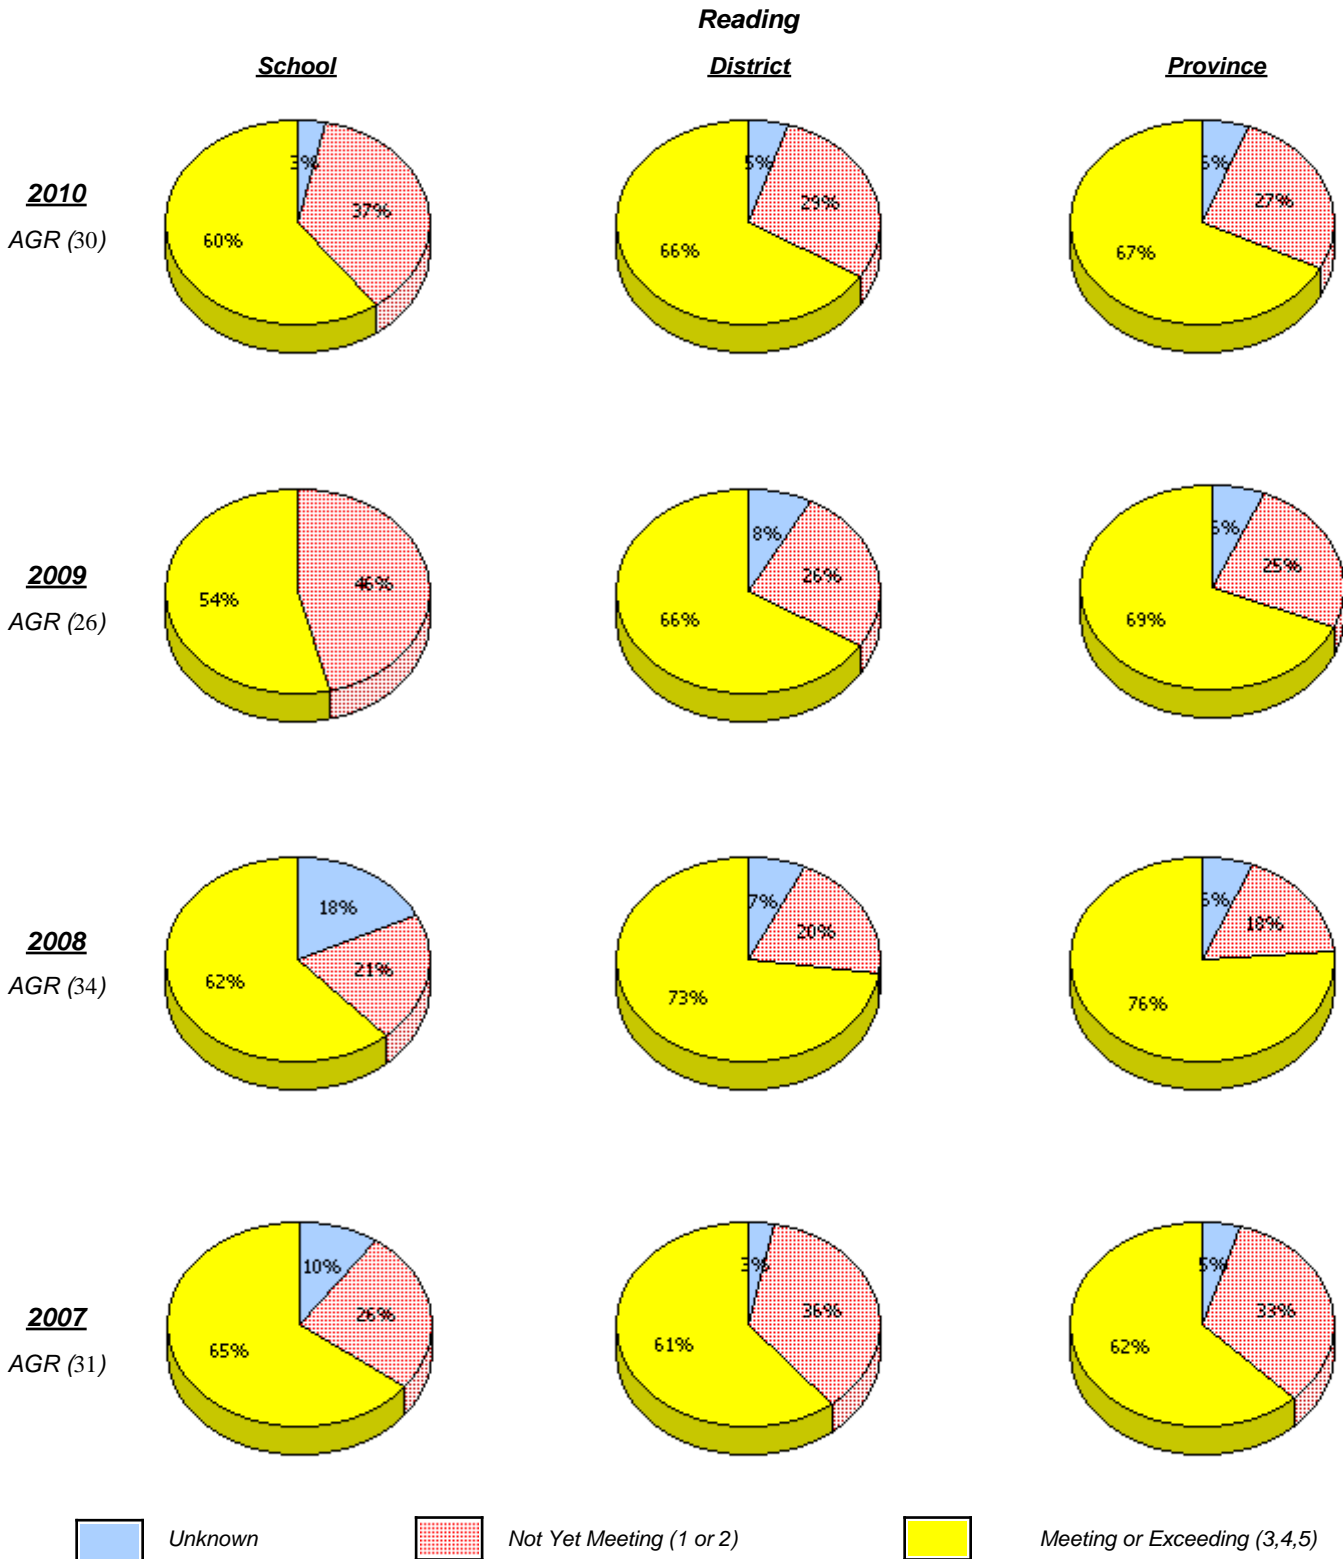 Reading
School District Province
3% 5% 6%
2010
37% 29% 27%
AGR (30)
60% 66% 67%
8% 6%
2009
46% 26% 25%
54% 66% 69%
AGR (26)
18% 7% 6%
20% 18%
2008
21%
AGR (34)
62% 73% 76%
10% 3% 5%
2007
26% 36% 33%
65% 61% 62%
AGR (31)
Unknown Not Yet Meeting (1 or 2) Meeting or Exceeding (3,4,5)